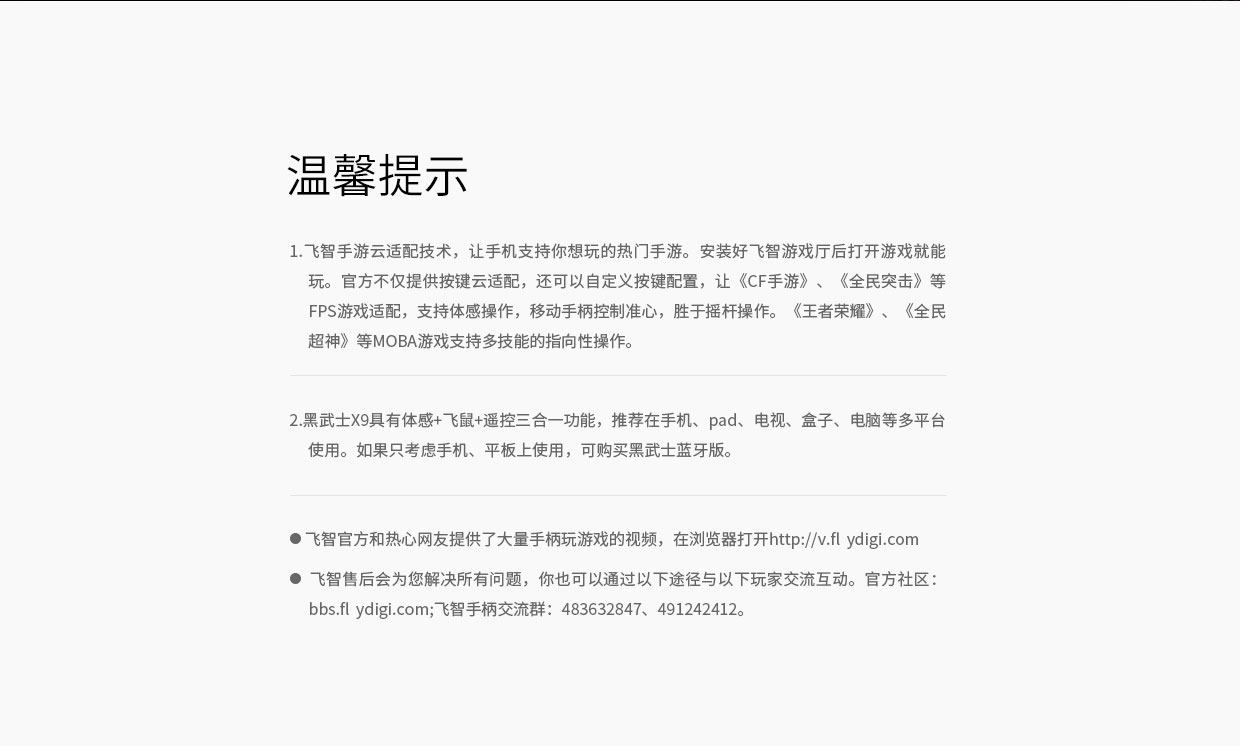 温馨提示
1.飞智手游云适配技术，让手机支持你想玩的热门手游。安装好飞智游戏厅后打开游戏就能
玩。官方不仅提供按键云适配，还可以自定义按键配置，让《CF手游》、《全民突击》等
FPS游戏适配，支持体感操作，移动手柄控制准心，胜于摇杆操作。《王者荣耀》、《全民
超神》等MOBA游戏支持多技能的指向性操作。
2.黑武士X9具有体感+飞鼠+遥控三合一功能，推荐在手机、pad、电视、盒子、电脑等多平台
使用。如果只考虑手机、平板上使用，可购买黑武士蓝牙版。
● 飞智官方和热心网友提供了大量手柄玩游戏的视频，在浏览器打开http://v.fl ydigi.com
● 飞智售后会为您解决所有问题，你也可以通过以下途径与以下玩家交流互动。官方社区：
bbs.fl ydigi.com;飞智手柄交流群：483632847、491242412。